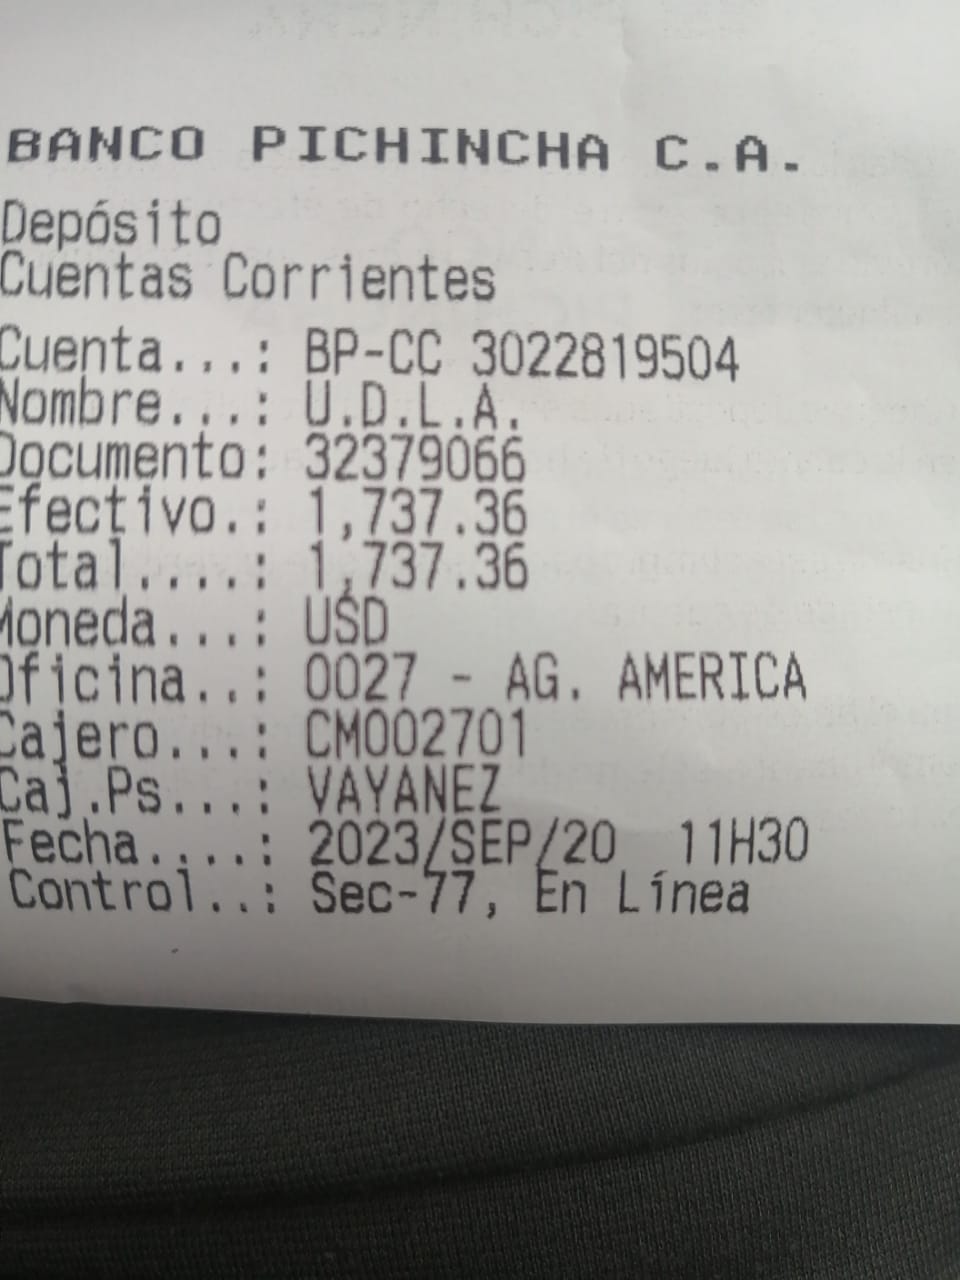 BANCO PICHINCHA C.A.
Depósito
Cuentas Corrientes
Cuenta...: BP-CC 3022819504
Nombre...: U.D.L.A.
Documento: 32379066
Efectivo.: 1,737.36
Total....: 1,737.36
Moneda...: USD
Oficina..: 0027 - AG. AMERICA
Cajero...: CM002701
Caj.Ps...: VAYANEZ
Fecha....: 2023/SEP/20 11H30
Control..: Sec-77, En Línea